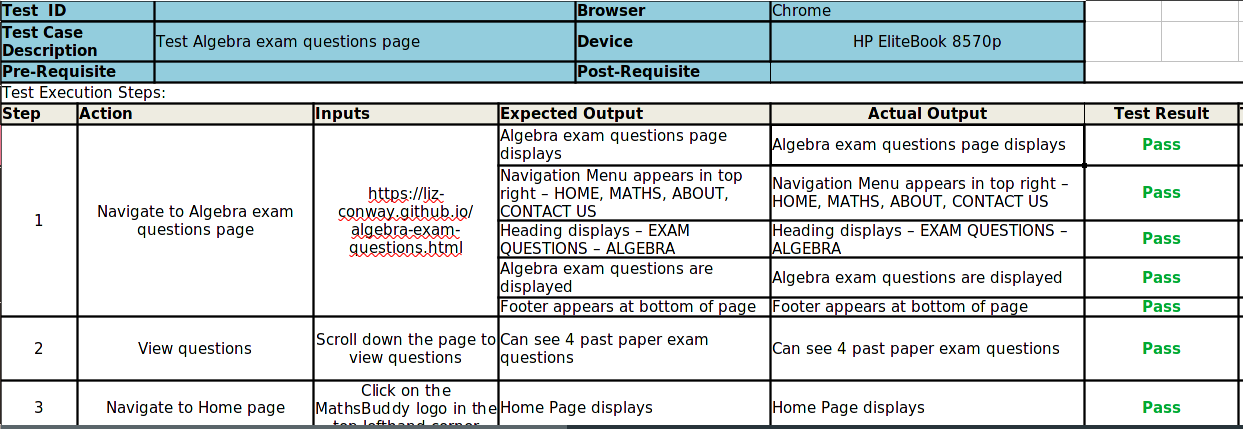 Test  ID
Browser
Chrome
Test Case
Description
Test Algebra exam questions page
Device
HP EliteBook 8570p
Pre-Requisite
Post-Requisite
Test Execution Steps:
Step
Action
Inputs
Expected Output
Actual Output
Test Result
1
Navigate to Algebra exam
questions page
https://liz-
conway.github.io/
algebra-exam-
questions.html
Algebra exam questions page
displays
Algebra exam questions page displays
Pass
Navigation Menu appears in top
right – HOME, MATHS, ABOUT,
CONTACT US
Navigation Menu appears in top right –
HOME, MATHS, ABOUT, CONTACT US
Pass
Heading displays – EXAM
QUESTIONS – ALGEBRA
Heading displays – EXAM QUESTIONS –
ALGEBRA
Pass
Algebra exam questions are
displayed
Algebra exam questions are displayed
Pass
Footer appears at bottom of page
Footer appears at bottom of page
Pass
2
View questions
Scroll down the page to
view questions
Can see 4 past paper exam
questions
Can see 4 past paper exam questions
Pass
3
Navigate to Home page
Click on the
MathsBuddy logo in the
top lefthand corner
Home Page displays
Home Page displays
Pass